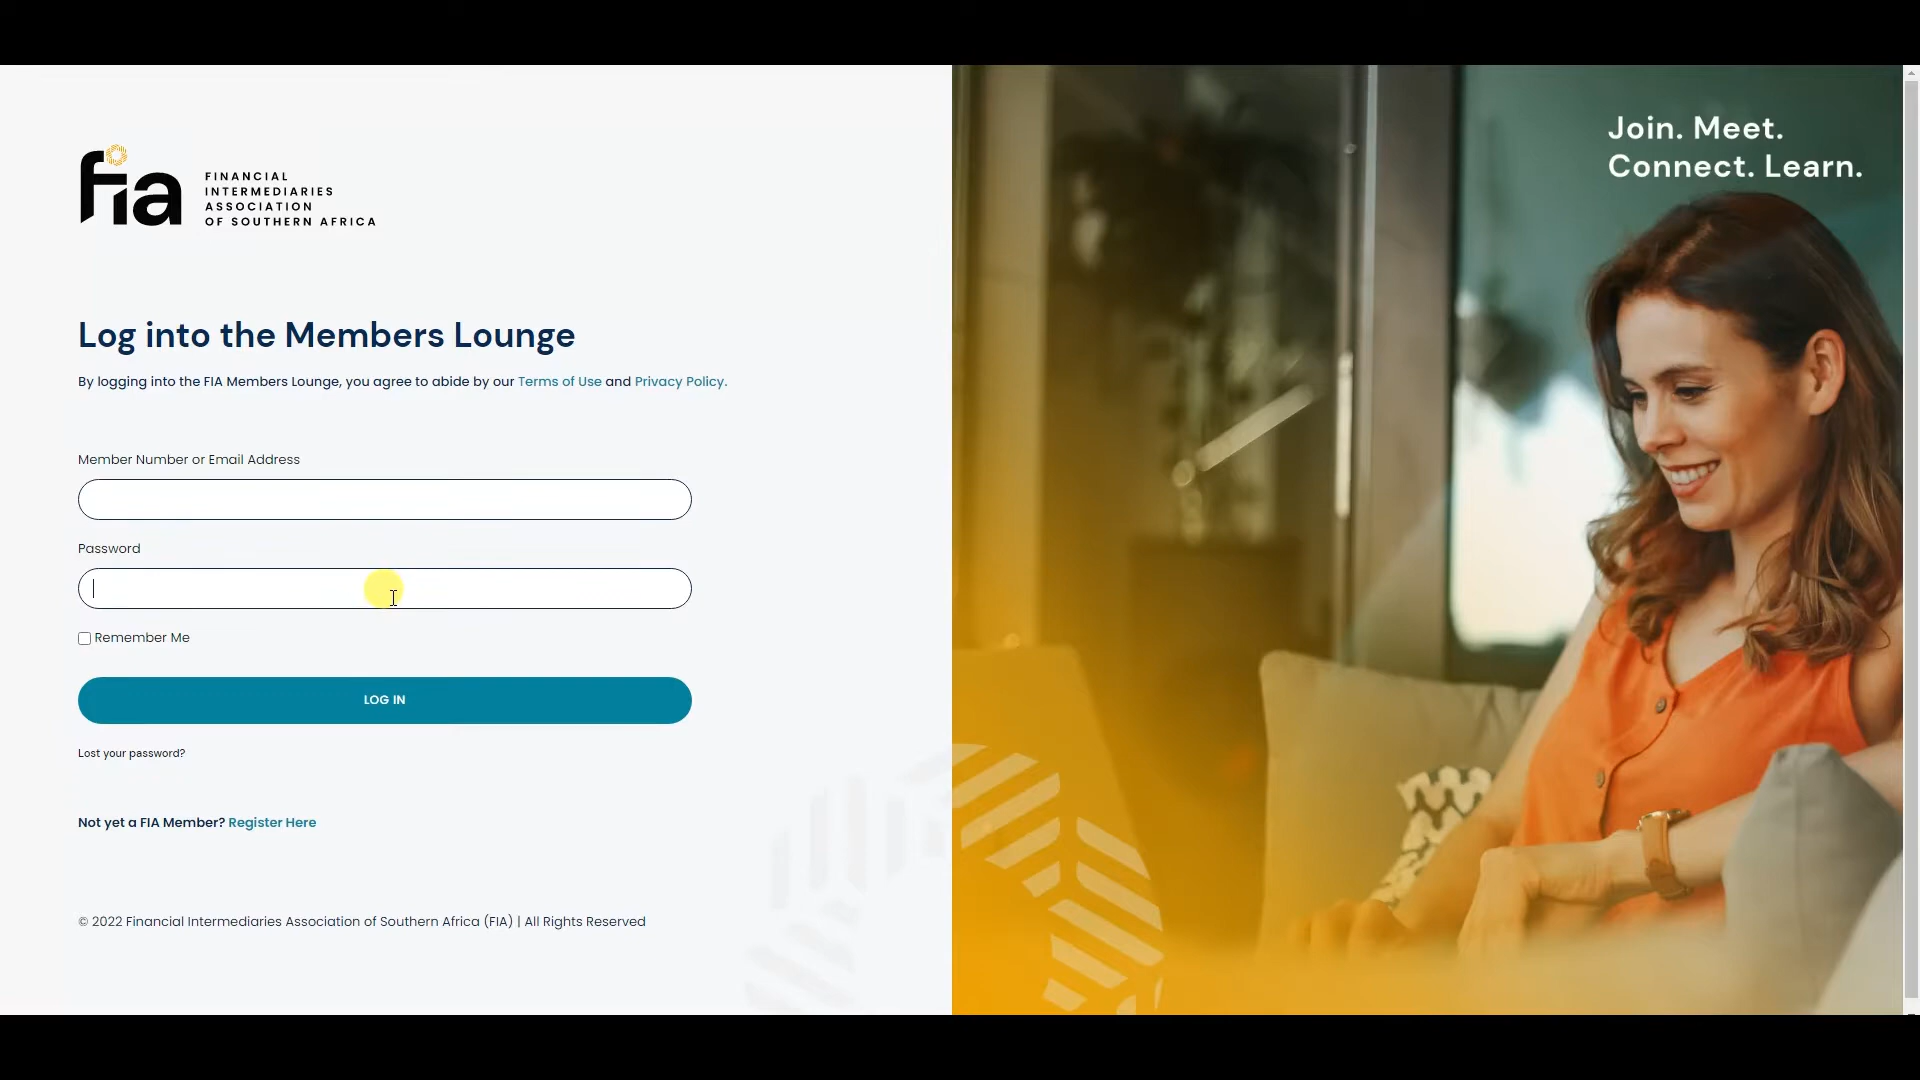 fia
FINANCIAL
INTERMEDIARIES
ASSOCIATION
OF SOUTHERN AFRICA
Log into the Members Lounge
By logging into the FIA Members Lounge, you agree to abide by our Terms of Use and Privacy Policy.
Member Number or Email Address
Password
Remember Me
LOG IN
Lost your password?
Not yet a FIA Member? Register Here
© 2022 Financial Intermediaries Association of Southern Africa (FIA) | All Rights Reserved
Join. Meet.
Connect. Learn.